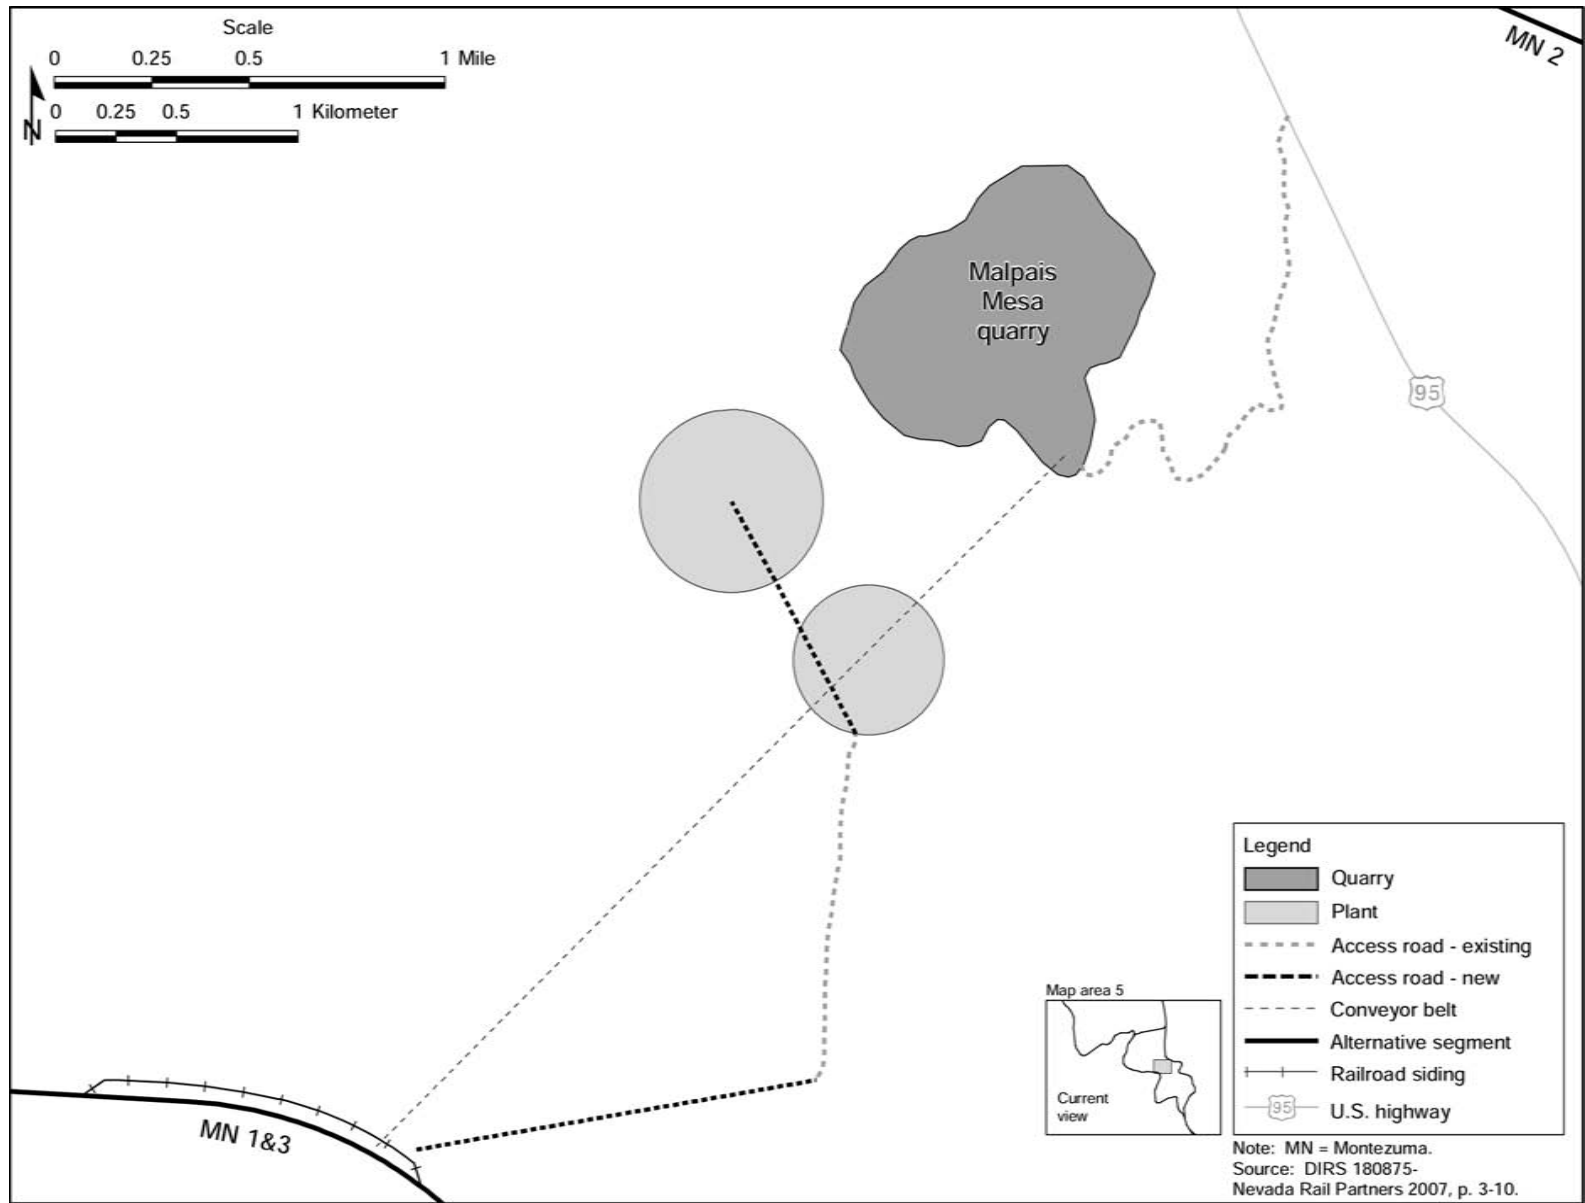 Scale
0 0.25 0.5 1 Mile
0 0.25 0.5 1 Kilometer
N
MN 2
Malpais
Mesa
quarry
95
MN 1&3
Map area 5
Current
view
Legend
Quarry
Plant
Access road - existing
Access road - new
Conveyor belt
Alternative segment
Railroad siding
95 U.S. highway
Note: MN = Montezuma.
Source: DIRS 180875-
Nevada Rail Partners 2007, p. 3-10.